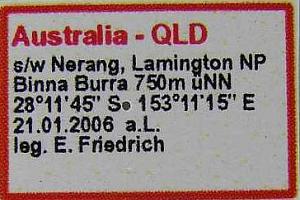 Australia - QLD
s/w Nerang, Lamington NP
Binna Burra 750m üNN
28°11'45" S• 153°11'15" E
21.01.2006 a.L.
leg. E. Friedrich